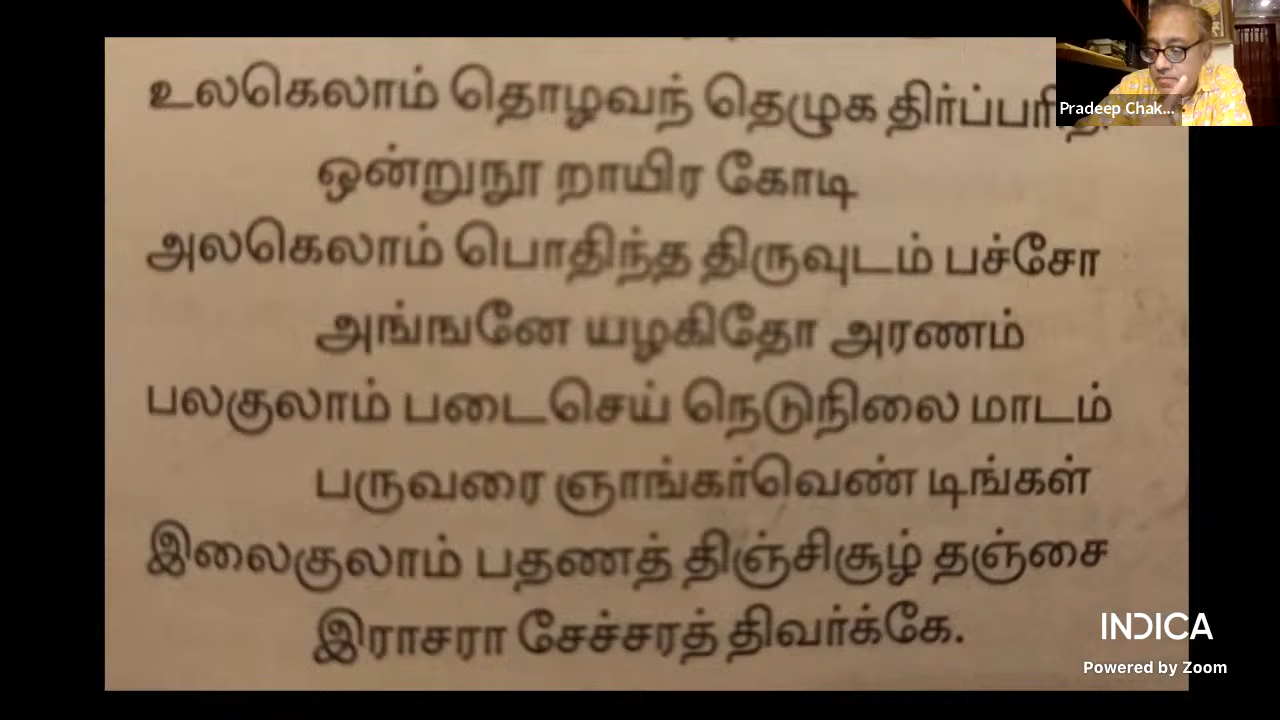 உலகெலாம் தொழவந் தெழுக திர்ப்பரி
Pradeep Chak...
ஒன்றுநூ றாயிர கோடி
அலகெலாம் பொதிந்த திருவுடம் பச்சோ
அங்ஙனே யழகிதோ அரணம்
பலகுலாம் படைசெய் நெடுநிலை மாடம்
பருவரை ஞாங்கர்வெண் டிங்கள்
இலைகுலாம் பதணத் திஞ்சிசூழ் தஞ்சை
இராசரா சேச்சரத் திவர்க்கே.
INDICA
Powered by Zoom